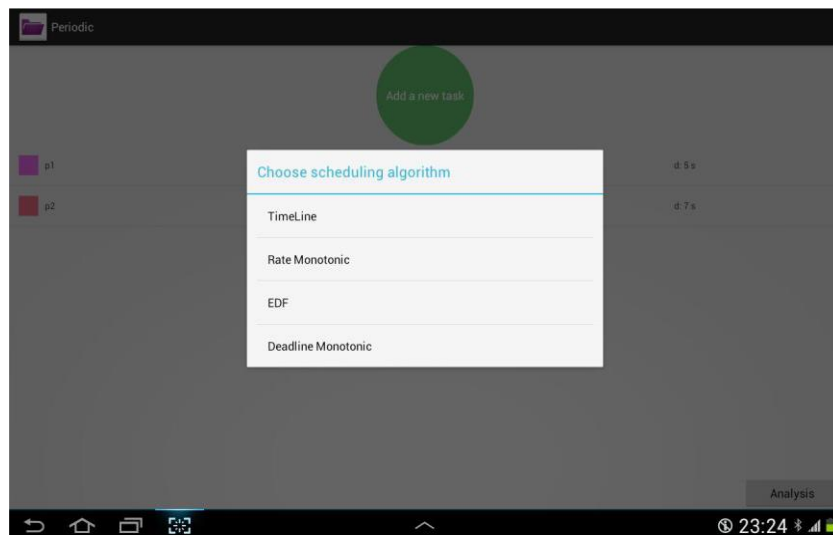 Periodic
Add a new task
p1
d: 5 s
p2
d: 7 s
Choose scheduling algorithm
TimeLine
Rate Monotonic
EDF
Deadline Monotonic
Analysis
23:24